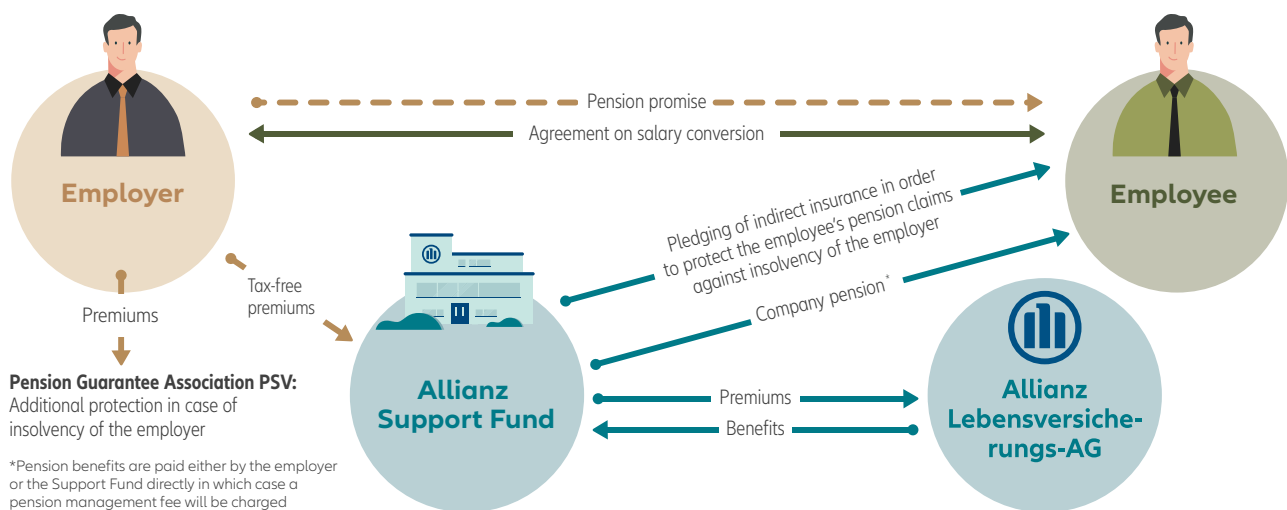 Pension promise
Agreement on salary conversion
Employer
Employee
Pledging of indirect insurance in order
to protect the employee's pension claims
against insolvency of the employer
Company pension*
Tax-free
premiums
Premiums
Pension Guarantee Association PSV:
Additional protection in case of
insolvency of the employer
*Pension benefits are paid either by the employer
or the Support Fund directly in which case a
pension management fee will be charged
Allianz
Support Fund
Premiums
Benefits
Allianz
Lebensversiche-
rungs-AG